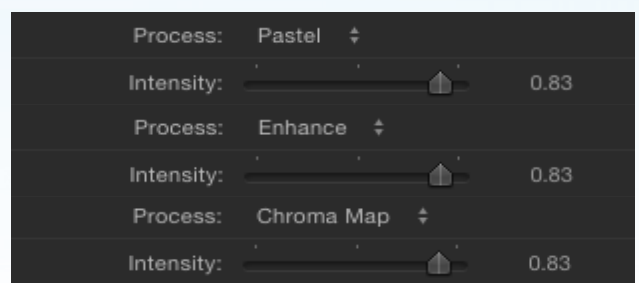 Process: Pastel
Intensity: 0.83
Process: Enhance
Intensity: 0.83
Process: Chroma Map
Intensity: 0.83